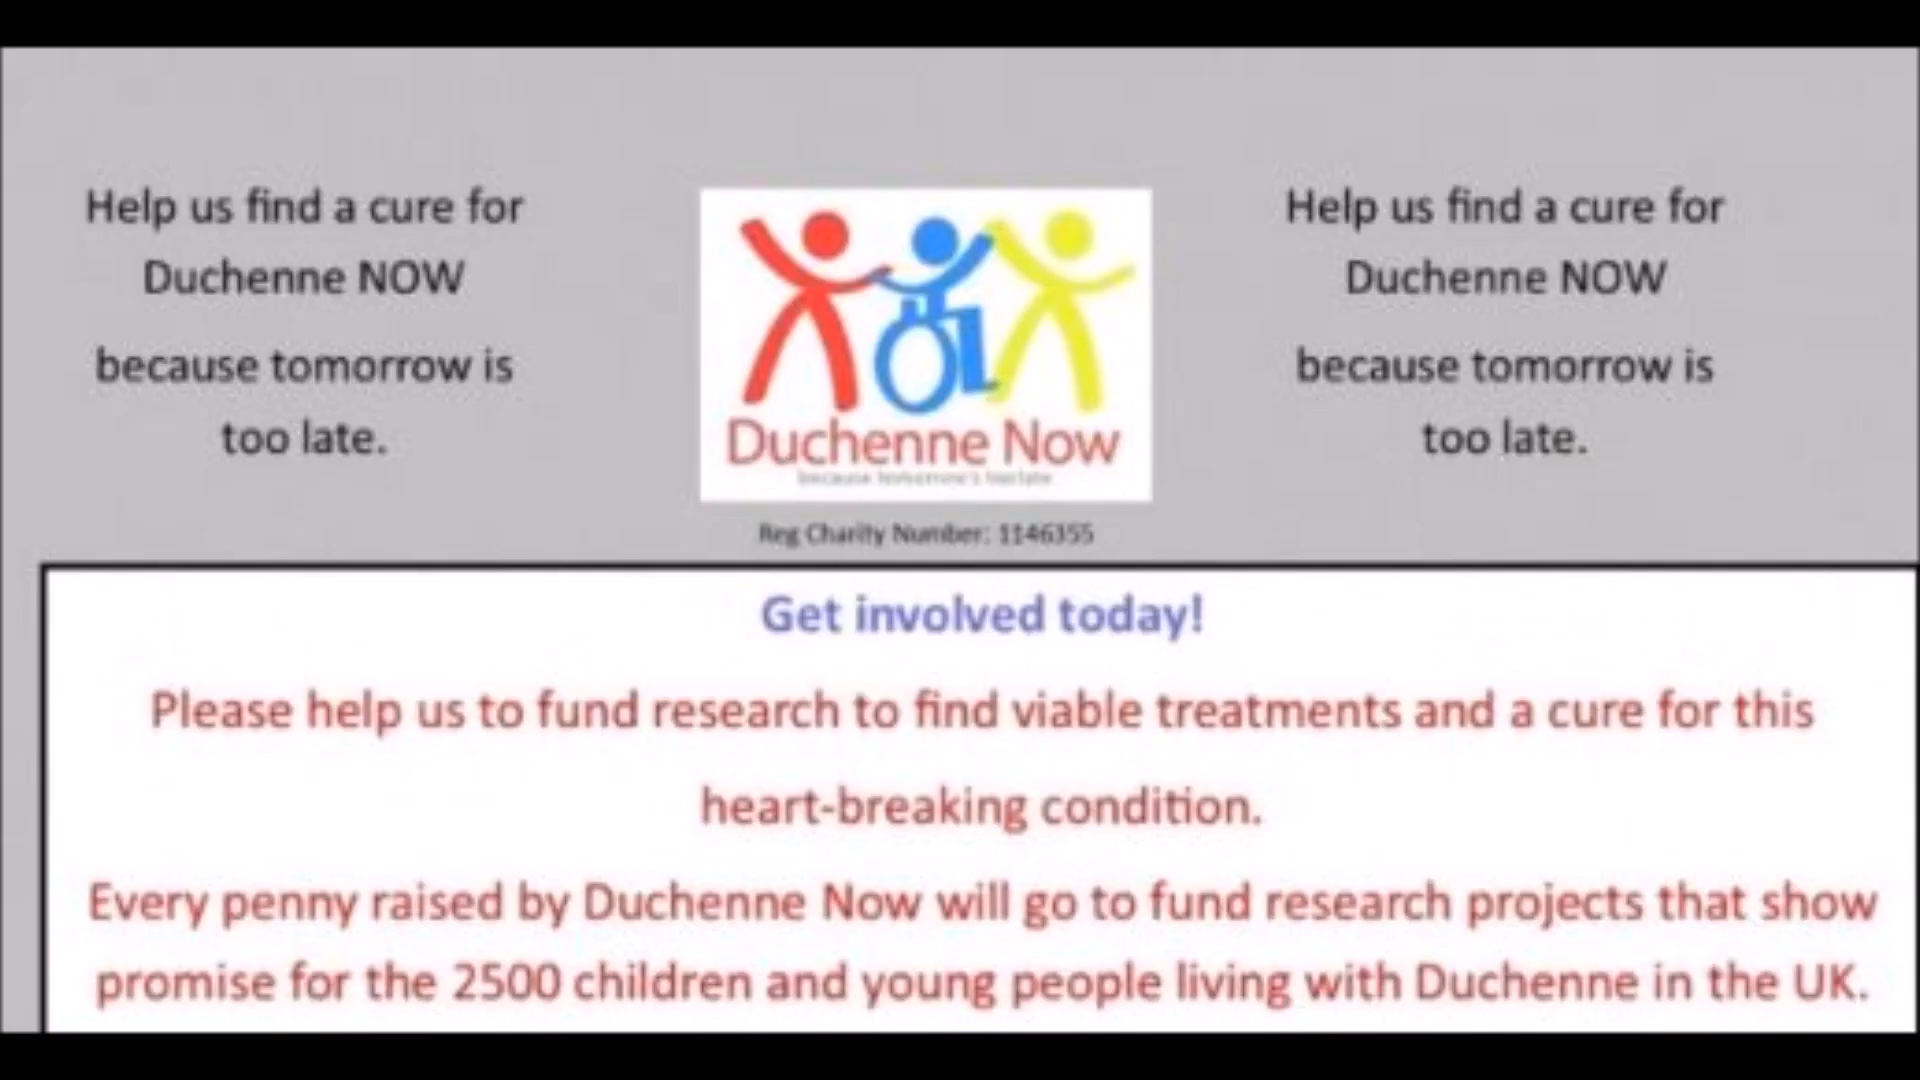 Help us find a cure for
Duchenne NOW
because tomorrow is
too late.
Duchenne Now
because tomorrow's too late
Reg Charity Number: 1146355
Help us find a cure for
Duchenne NOW
because tomorrow is
too late.
Get involved today!
Please help us to fund research to find viable treatments and a cure for this
heart-breaking condition.
Every penny raised by Duchenne Now will go to fund research projects that show
promise for the 2500 children and young people living with Duchenne in the UK.